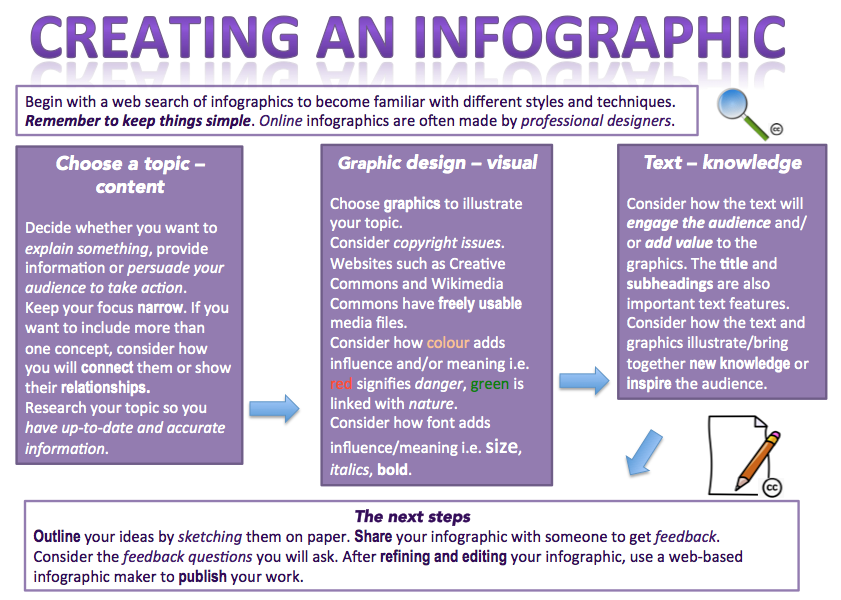 CREATING AN INFOGRAPHIC
Begin with a web search of infographics to become familiar with different styles and techniques.
Remember to keep things simple. Online infographics are often made by professional designers.
cc
Choose a topic –
content
Decide whether you want to
explain something, provide
information or persuade your
audience to take action.
Keep your focus narrow. If you
want to include more than
one concept, consider how
you will connect them or show
their relationships.
Research your topic so you
have up-to-date and accurate
information.
Graphic design – visual
Choose graphics to illustrate
your topic.
Consider copyright issues.
Websites such as Creative
Commons and Wikimedia
Commons have freely usable
media files.
Consider how colour adds
influence and/or meaning i.e.
red signifies danger, green is
linked with nature.
Consider how font adds
influence/meaning i.e. size,
italics, bold.
Text – knowledge
Consider how the text will
engage the audience and/
or add value to the
graphics. The title and
subheadings are also
important text features.
Consider how the text and
graphics illustrate/bring
together new knowledge or
inspire the audience.
cc
The next steps
Outline your ideas by sketching them on paper. Share your infographic with someone to get feedback.
Consider the feedback questions you will ask. After refining and editing your infographic, use a web-based
infographic maker to publish your work.